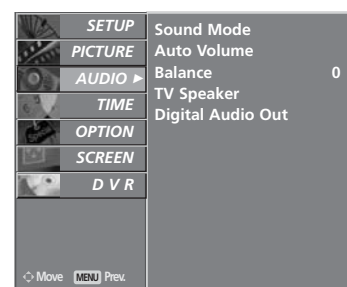 SETUP
PICTURE
AUDIO ►
TIME
OPTION
SCREEN
D V R
Move MENU Prev.
Sound Mode
Auto Volume
Balance 0
TV Speaker
Digital Audio Out